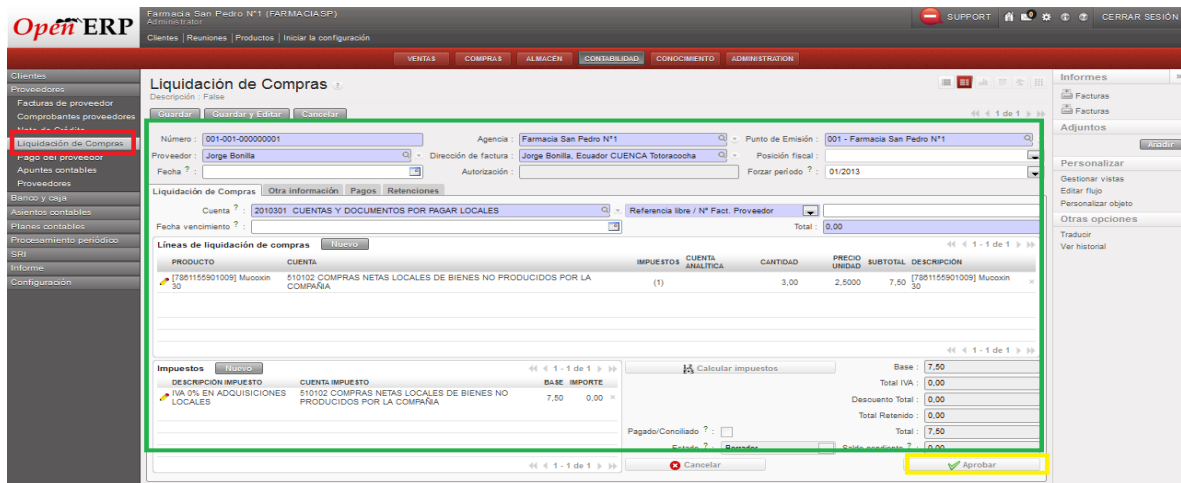 Open ERP
Farmacia San Pedro N°1 (FARMACIASP)
Administrator
SUPPORT
CERRAR SESIÓN
Clientes | Reuniones | Productos | Iniciar la configuración
VENTAS COMPRAS ALMACÉN CONTABILIDAD CONOCIMIENTO ADMINISTRATION
Clientes
Proveedores
Facturas de proveedor
Comprobantes proveedores
Nota de Crédito
Liquidación de Compras
Pago del proveedor
Apuntes contables
Proveedores
Banco y caja
Asientos contables
Planes contables
Procesamiento periódico
SRI
Informe
Configuración
Liquidación de Compras ?
Descripción : False
Guardar Guardar y Editar Cancelar
1 de 1
Número : 001-001-000000001 Agencia : Farmacia San Pedro N°1 Punto de Emisión : 001 - Farmacia San Pedro N°1
Proveedor : Jorge Bonilla Dirección de factura : Jorge Bonilla, Ecuador CUENCA Totoracocha Posición fiscal :
Fecha ? : Autorización : Forzar período ? : 01/2013
Liquidación de Compras Otra información Pagos Retenciones
Cuenta ? : 2010301 CUENTAS Y DOCUMENTOS POR PAGAR LOCALES Referencia libre / N° Fact. Proveedor
Fecha vencimiento ? : Total : 0,00
Líneas de liquidación de compras Nuevo 1 - 1 de 1
PRODUCTO CUENTA IMPUESTOS CUENTA ANALÍTICA CANTIDAD PRECIO UNIDAD SUBTOTAL DESCRIPCIÓN
[7861155901009] Mucoxin 30 510102 COMPRAS NETAS LOCALES DE BIENES NO PRODUCIDOS POR LA COMPAÑIA (1) 3,00 2,5000 7,50 [7861155901009] Mucoxin 30
1 - 1 de 1
Impuestos Nuevo 1 - 1 de 1
DESCRIPCIÓN IMPUESTO CUENTA IMPUESTO BASE IMPORTE
IVA 0% EN ADQUISICIONES LOCALES 510102 COMPRAS NETAS LOCALES DE BIENES NO PRODUCIDOS POR LA COMPAÑIA 7,50 0,00
1 - 1 de 1
Calcular impuestos
Base : 7,50
Total IVA : 0,00
Descuento Total : 0,00
Total Retenido : 0,00
Pagado/Conciliado ? : Total : 7,50
Estado ? : Borrador Saldo pendiente ? : 0,00
Cancelar Aprobar
Informes
Facturas
Facturas
Adjuntos
Añadir
Personalizar
Gestionar vistas
Editar flujo
Personalizar objeto
Otras opciones
Traducir
Ver historial